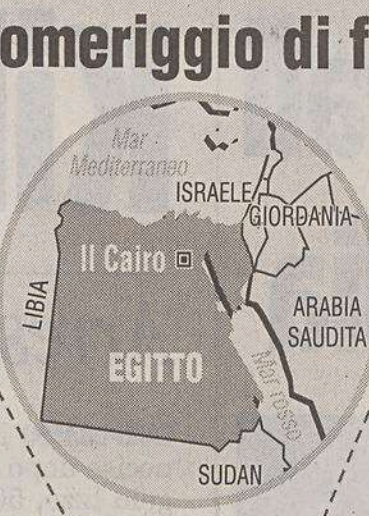 omeriggio di f
Mar
Mediterraneo
ISRAELE
GIORDANIA
Il Cairo
LIBIA
ARABIA
SAUDITA
EGITTO
Mar rosso
SUDAN